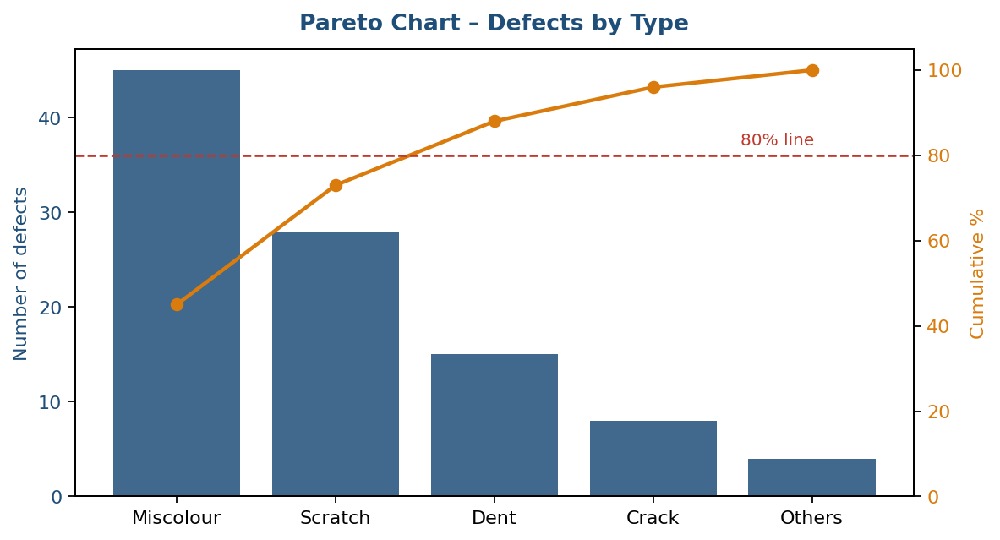 Pareto Chart – Defects by Type
Number of defects
40
30
20
10
0
80% line
100
80
60
40
20
0
Cumulative %
Miscolour
Scratch
Dent
Crack
Others